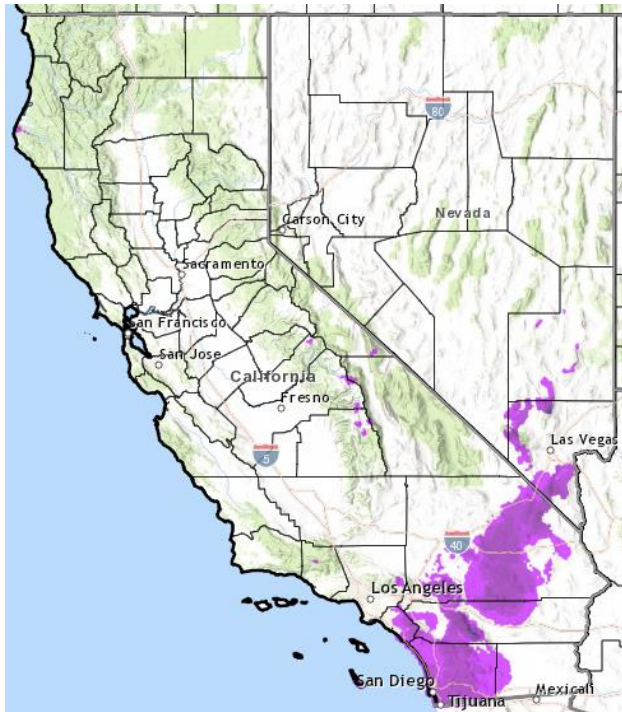 80
Carson City
Nevada
Sacramento
San Francisco
San Jose
California
Fresno
Las Vegas
5
40
Los Angeles
San Diego
Tijuana
Mexicali